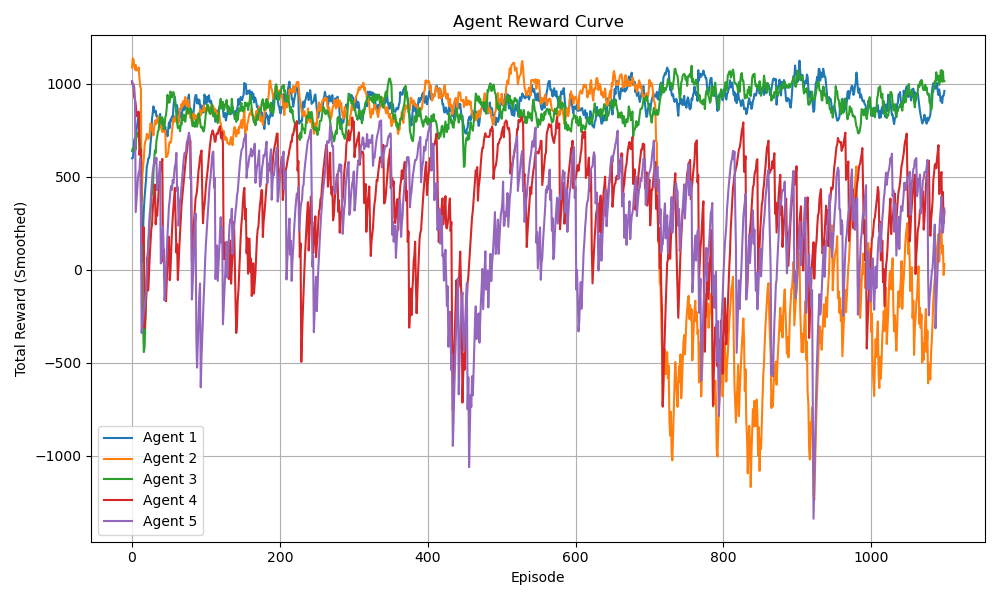 Agent Reward Curve
Total Reward (Smoothed)
1000
500
0
−500
−1000
Agent 1
Agent 2
Agent 3
Agent 4
Agent 5
0 200 400 600 800 1000
Episode